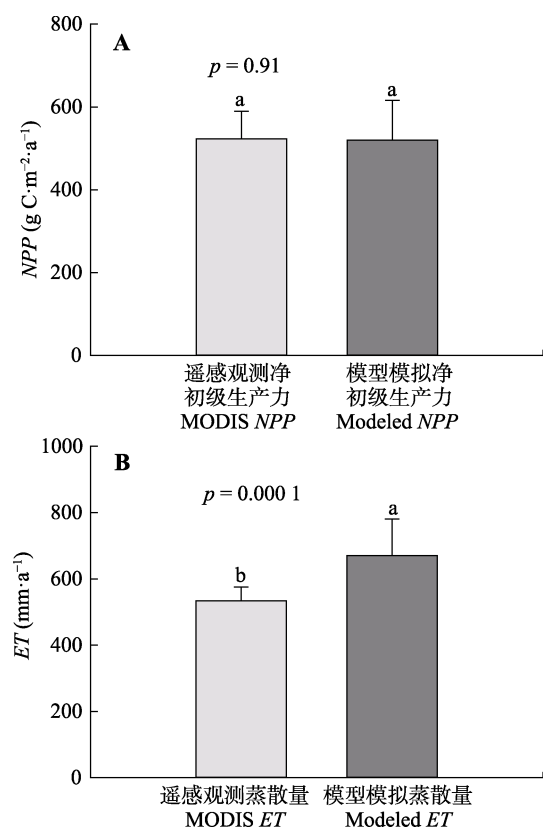 800
A
p = 0.91
600
a
a
400
200
0
NPP (g C·m⁻²·a⁻¹)
遥感观测净
初级生产力
MODIS NPP
模型模拟净
初级生产力
Modeled NPP
1000
B
p = 0.000 1
800
a
600
b
400
200
0
ET (mm·a⁻¹)
遥感观测蒸散量
MODIS ET
模型模拟蒸散量
Modeled ET